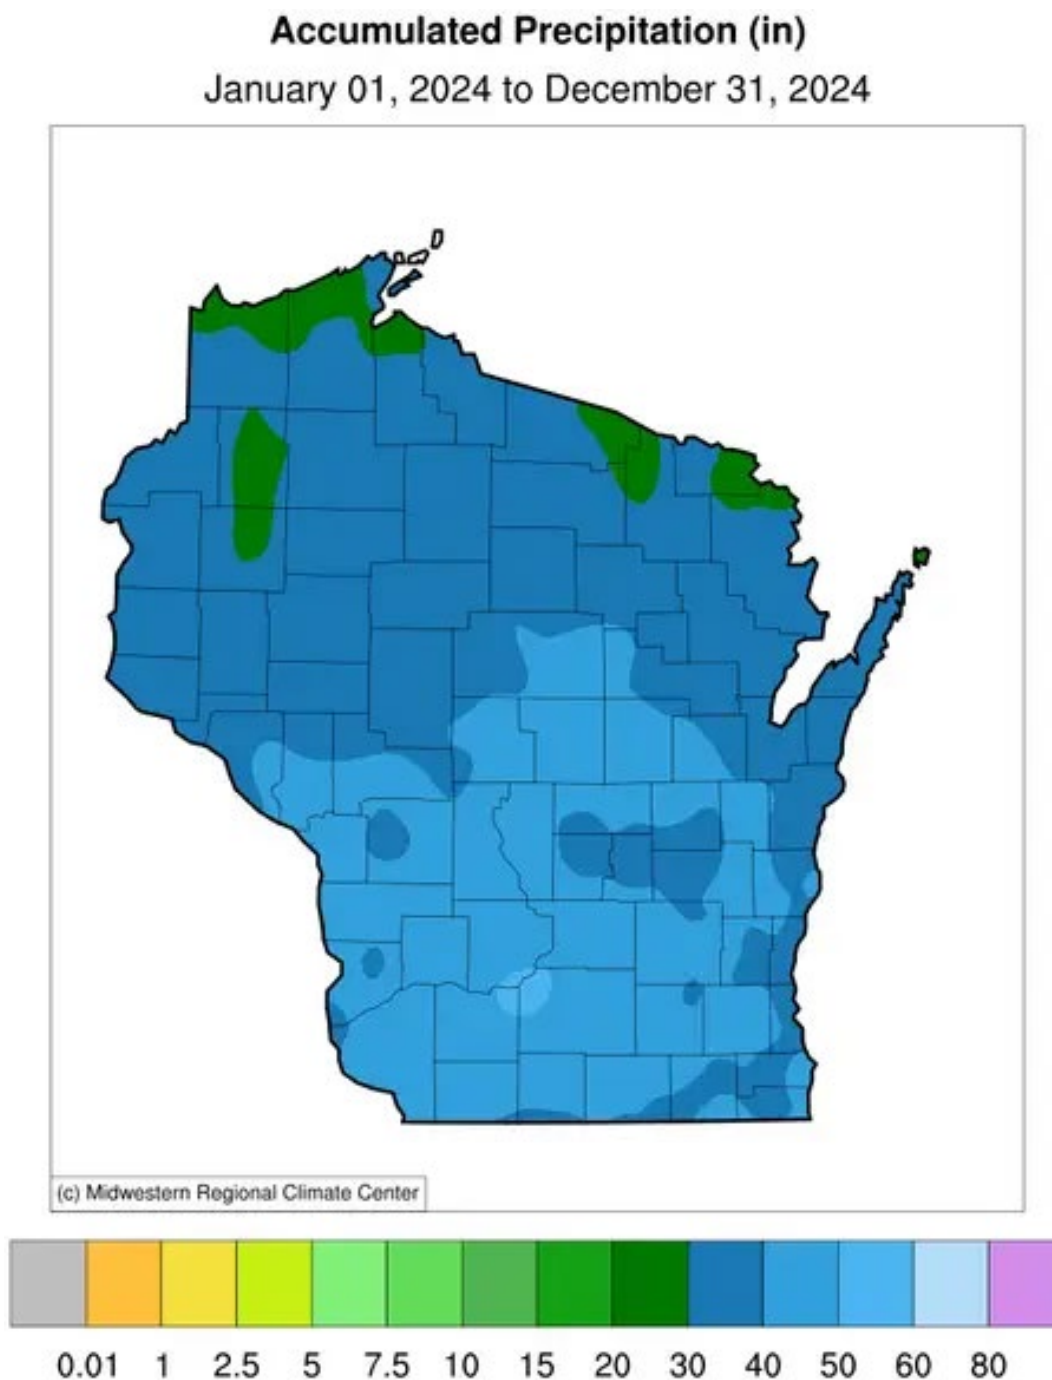 Accumulated Precipitation (in)
January 01, 2024 to December 31, 2024
(c) Midwestern Regional Climate Center
0.01 1 2.5 5 7.5 10 15 20 30 40 50 60 80